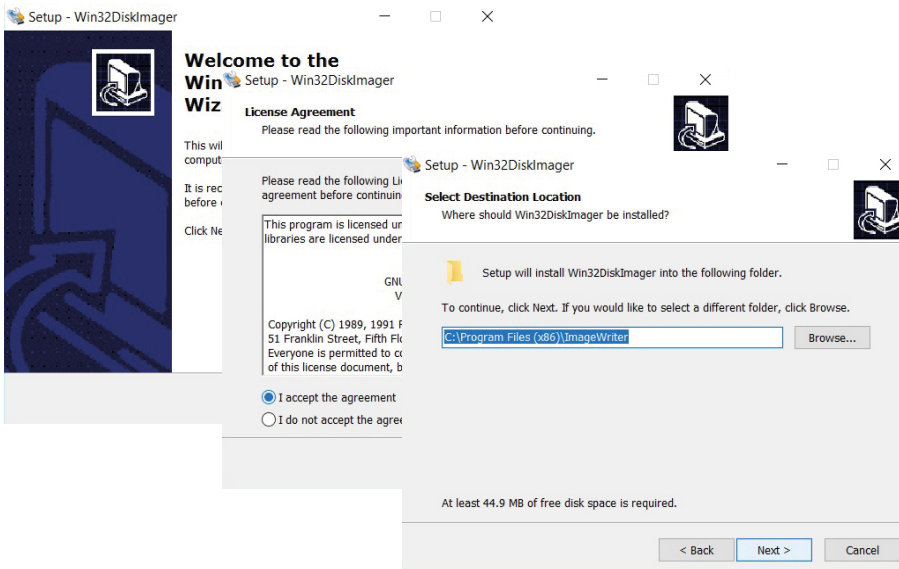 Setup - Win32DiskImager
Welcome to the
Win
Wiz
This wil
comput
It is rec
before
Click Ne
Setup - Win32DiskImager
License Agreement
Please read the following important information before continuing.
Please read the following Li
agreement before continuin
This program is licensed un
libraries are licensed under
GNU
V
Copyright (C) 1989, 1991 F
51 Franklin Street, Fifth Flo
Everyone is permitted to co
of this license document, b
I accept the agreement
I do not accept the agree
Setup - Win32DiskImager
Select Destination Location
Where should Win32DiskImager be installed?
Setup will install Win32DiskImager into the following folder.
To continue, click Next. If you would like to select a different folder, click Browse.
C:\Program Files (x86)\ImageWriter
Browse...
At least 44.9 MB of free disk space is required.
< Back
Next >
Cancel